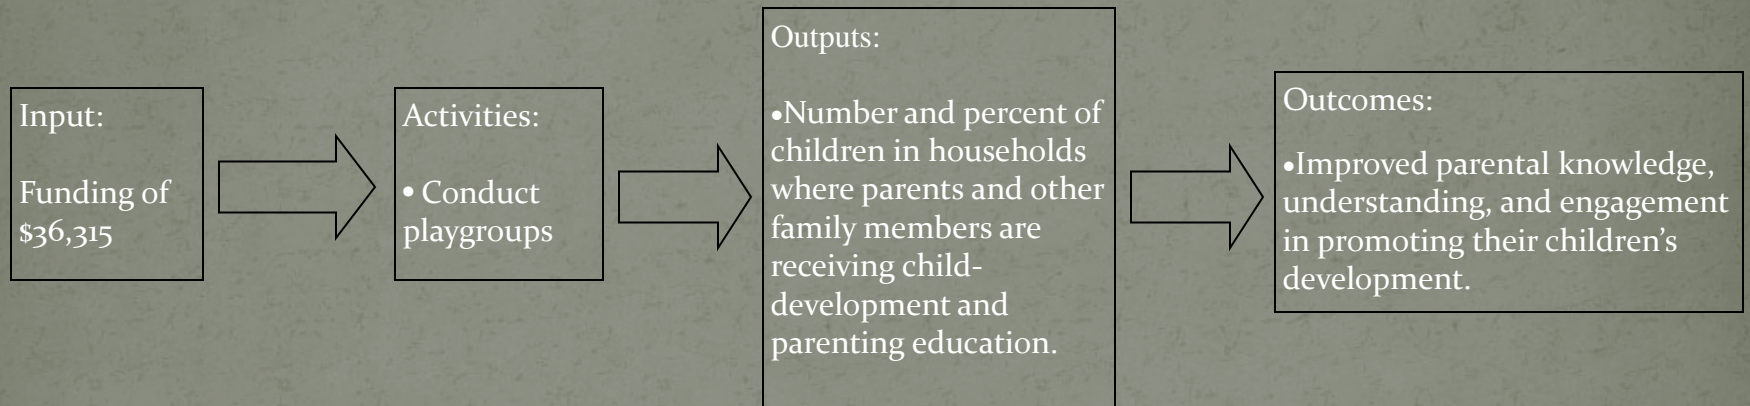 Input:
Funding of
$36,315
Activities:
• Conduct
playgroups
Outputs:
•Number and percent of
children in households
where parents and other
family members are
receiving child-
development and
parenting education.
Outcomes:
•Improved parental knowledge,
understanding, and engagement
in promoting their children’s
development.